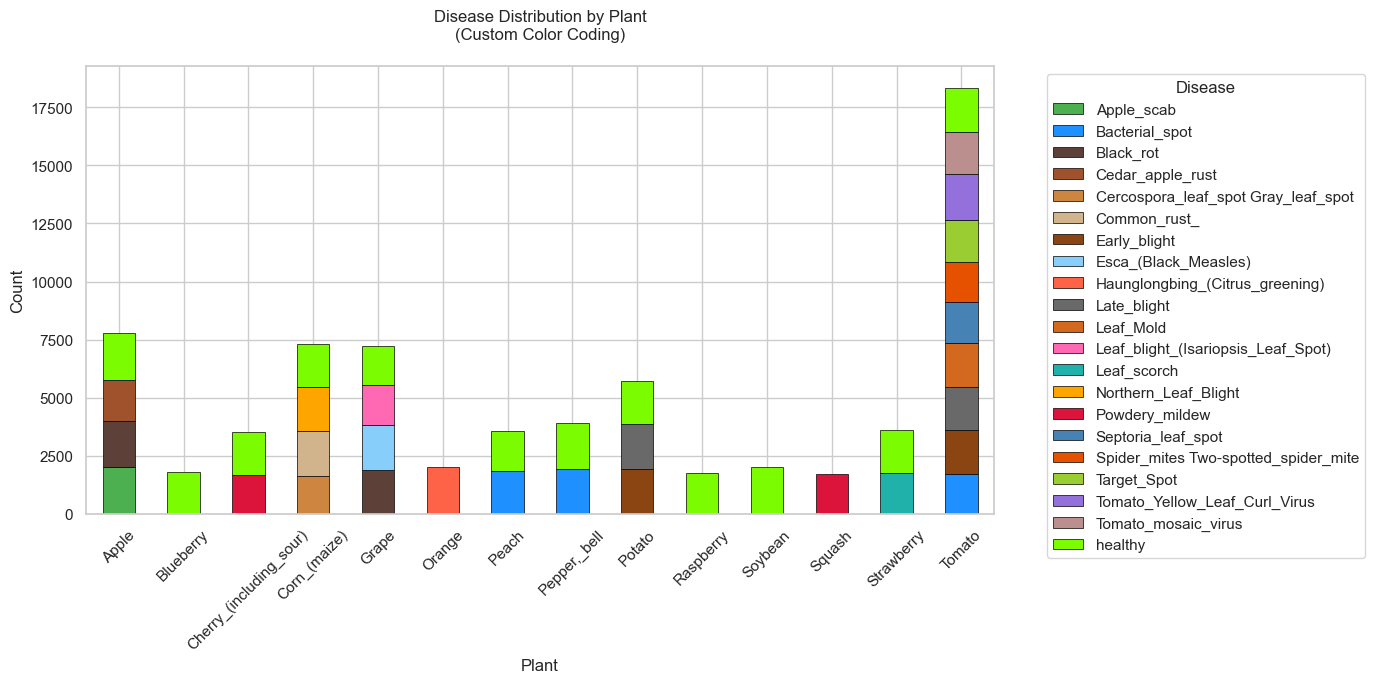 Disease Distribution by Plant
(Custom Color Coding)
Count
17500
15000
12500
10000
7500
5000
2500
0
Apple
Blueberry
Cherry_(including_sour)
Corn_(maize)
Grape
Orange
Peach
Pepper,_bell
Potato
Raspberry
Soybean
Squash
Strawberry
Tomato
Plant
Disease
Apple_scab
Bacterial_spot
Black_rot
Cedar_apple_rust
Cercospora_leaf_spot Gray_leaf_spot
Common_rust_
Early_blight
Esca_(Black_Measles)
Haunglongbing_(Citrus_greening)
Late_blight
Leaf_Mold
Leaf_blight_(Isariopsis_Leaf_Spot)
Leaf_scorch
Northern_Leaf_Blight
Powdery_mildew
Septoria_leaf_spot
Spider_mites Two-spotted_spider_mite
Target_Spot
Tomato_Yellow_Leaf_Curl_Virus
Tomato_mosaic_virus
healthy